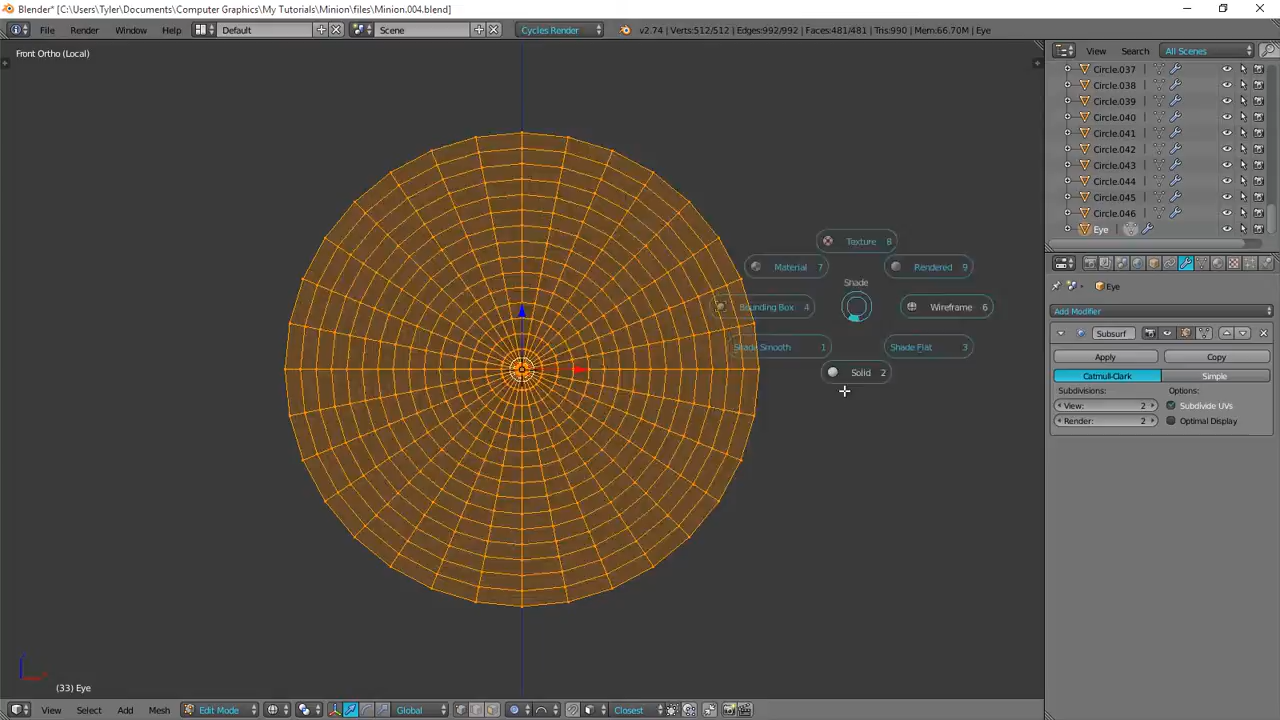 Blender* [C:\Users\Tyler\Documents\Computer Graphics\My Tutorials\Minion\files\Minion.004.blend]
File Render Window Help Default Scene Cycles Render v2.74 | Verts:512/512 | Edges:992/992 | Faces:481/481 | Tris:990 | Mem:66.70M | Eye
Front Ortho (Local)
View Search All Scenes
Circle.037
Circle.038
Circle.039
Circle.040
Circle.041
Circle.042
Circle.043
Circle.044
Circle.045
Circle.046
Eye
Texture 8
Material 7
Rendered 9
Shade
Bounding Box 4
Wireframe 6
Shade Smooth 1
Shade Flat 3
Solid 2
Eye
Add Modifier
Subsurf
Apply Copy
Catmull-Clark Simple
Subdivisions: Options:
View: 2 Subdivide UVs
Render: 2 Optimal Display
(33) Eye
View Select Add Mesh Edit Mode Global Closest